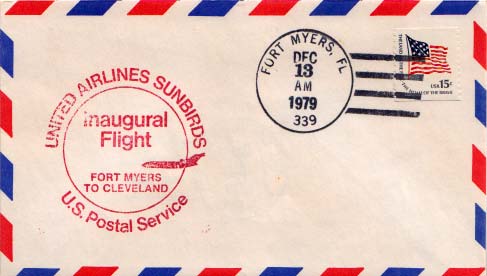 UNITED AIRLINES SUNBIRDS
Inaugural
Flight
FORT MYERS
TO CLEVELAND
U.S. Postal Service
FORT MYERS, FL
DEC
13
AM
1979
339
USA 15c